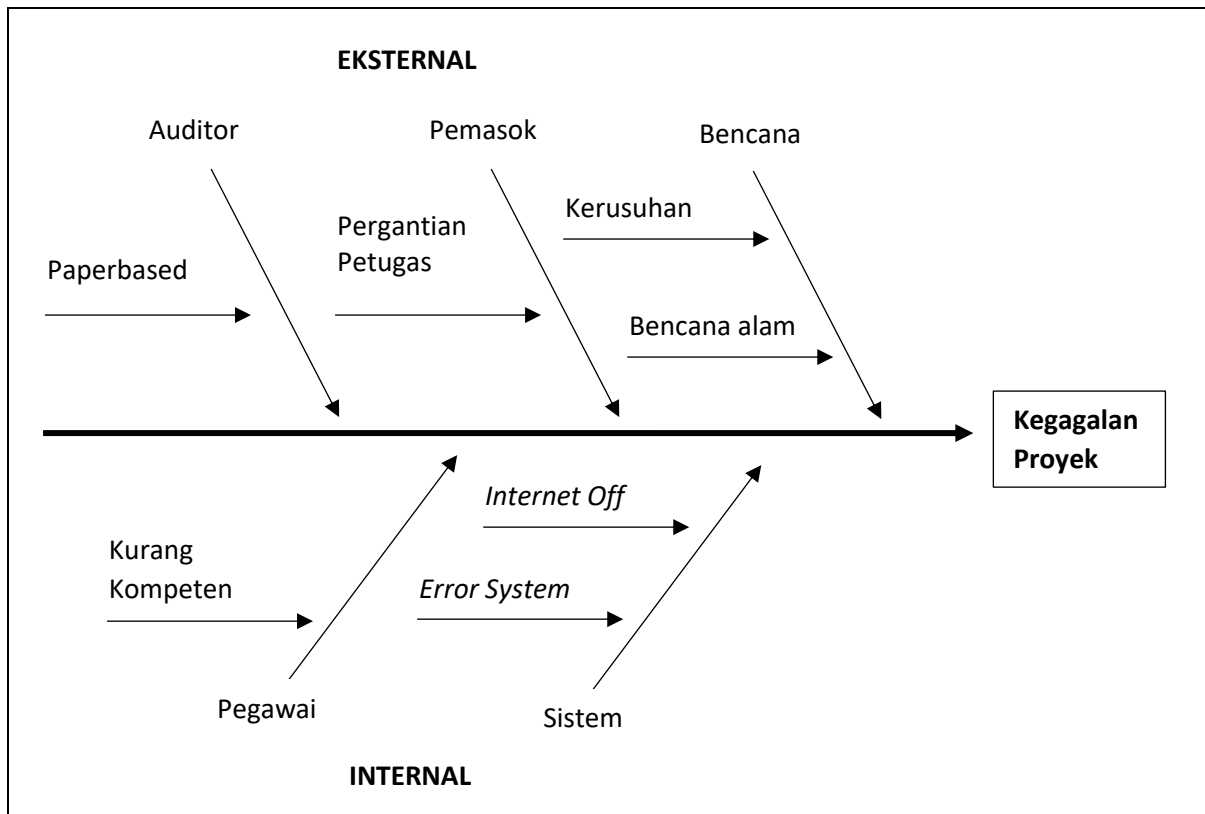 EKSTERNAL
Auditor
Pemasok
Bencana
Kerusuhan
Pergantian
Petugas
Paperbased
Bencana alam
Kegagalan
Proyek
Internet Off
Kurang
Kompeten
Error System
Pegawai
Sistem
INTERNAL